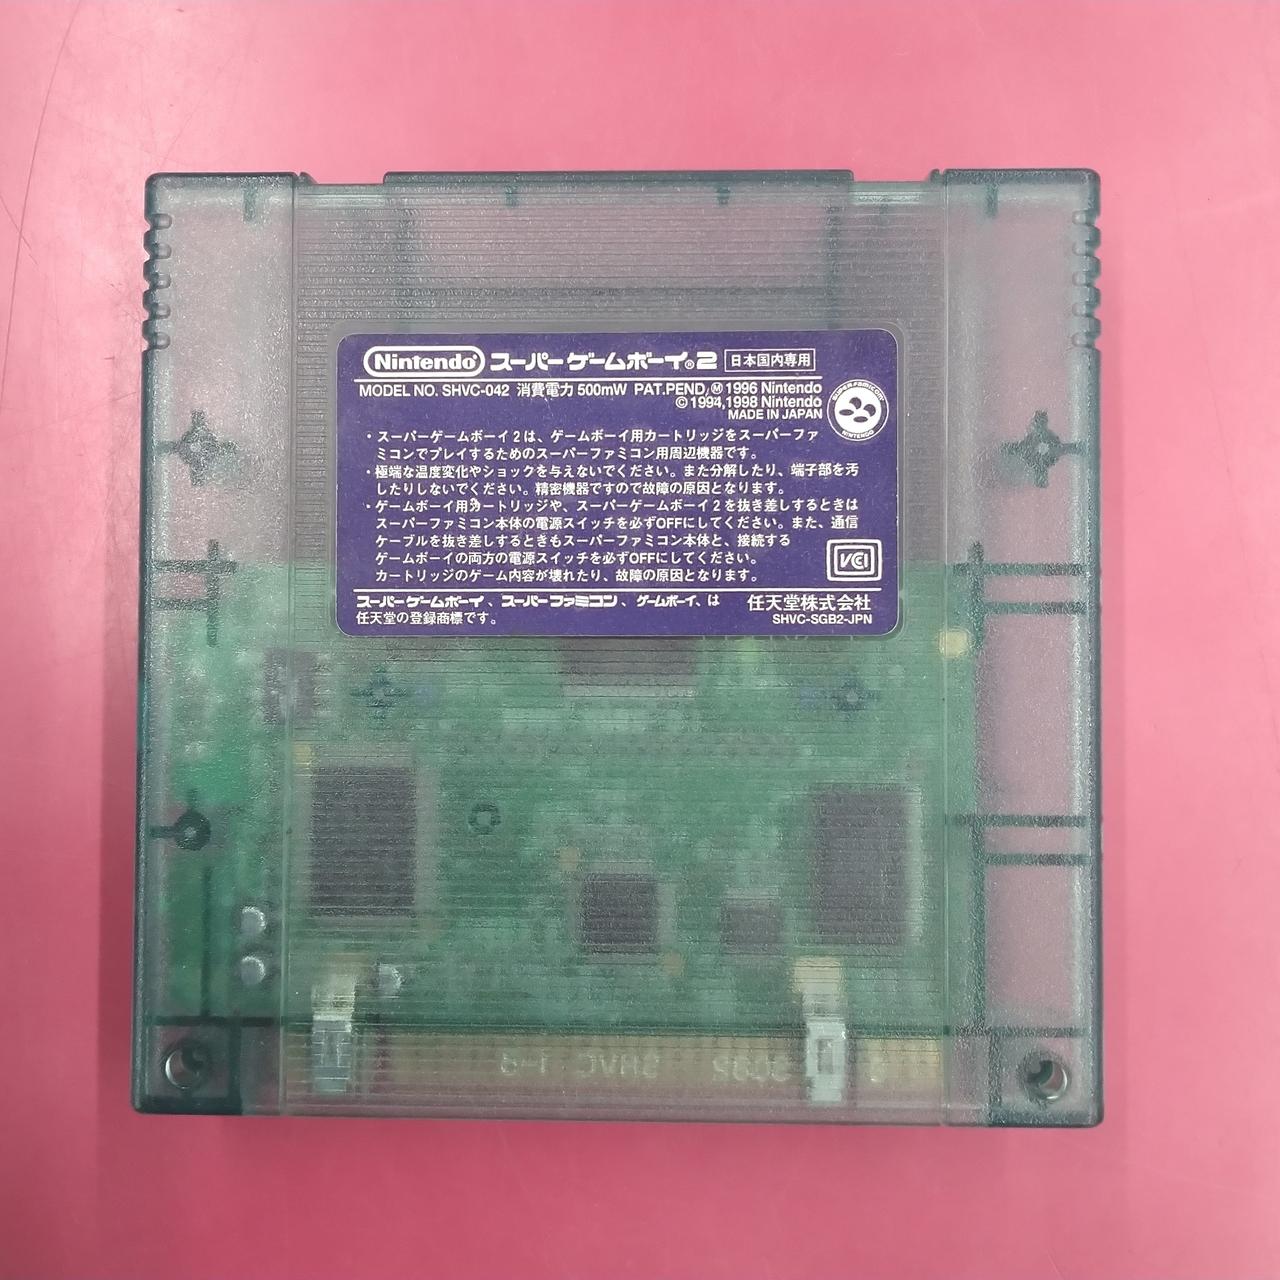 Nintendo® スーパーゲームボーイ®2 日本国内専用
MODEL NO. SHVC-042 消費電力 500mW PAT.PEND. Ⓜ 1996 Nintendo
© 1994,1998 Nintendo
MADE IN JAPAN
SUPER FAMICOM
NINTENDO
・スーパーゲームボーイ2は、ゲームボーイ用カートリッジをスーパーファ
ミコンでプレイするためのスーパーファミコン用周辺機器です。
・極端な温度変化やショックを与えないでください。また分解したり、端子部を汚
したりしないでください。精密機器ですので故障の原因となります。
・ゲームボーイ用カートリッジや、スーパーゲームボーイ2を抜き差しするときは
スーパーファミコン本体の電源スイッチを必ずOFFにしてください。また、通信
ケーブルを抜き差しするときもスーパーファミコン本体と、接続する
ゲームボーイの両方の電源スイッチを必ずOFFにしてください。
カートリッジのゲーム内容が壊れたり、故障の原因となります。
VCCI
スーパーゲームボーイ、スーパーファミコン、ゲームボーイ、は
任天堂の登録商標です。
任天堂株式会社
SHVC-SGB2-JPN